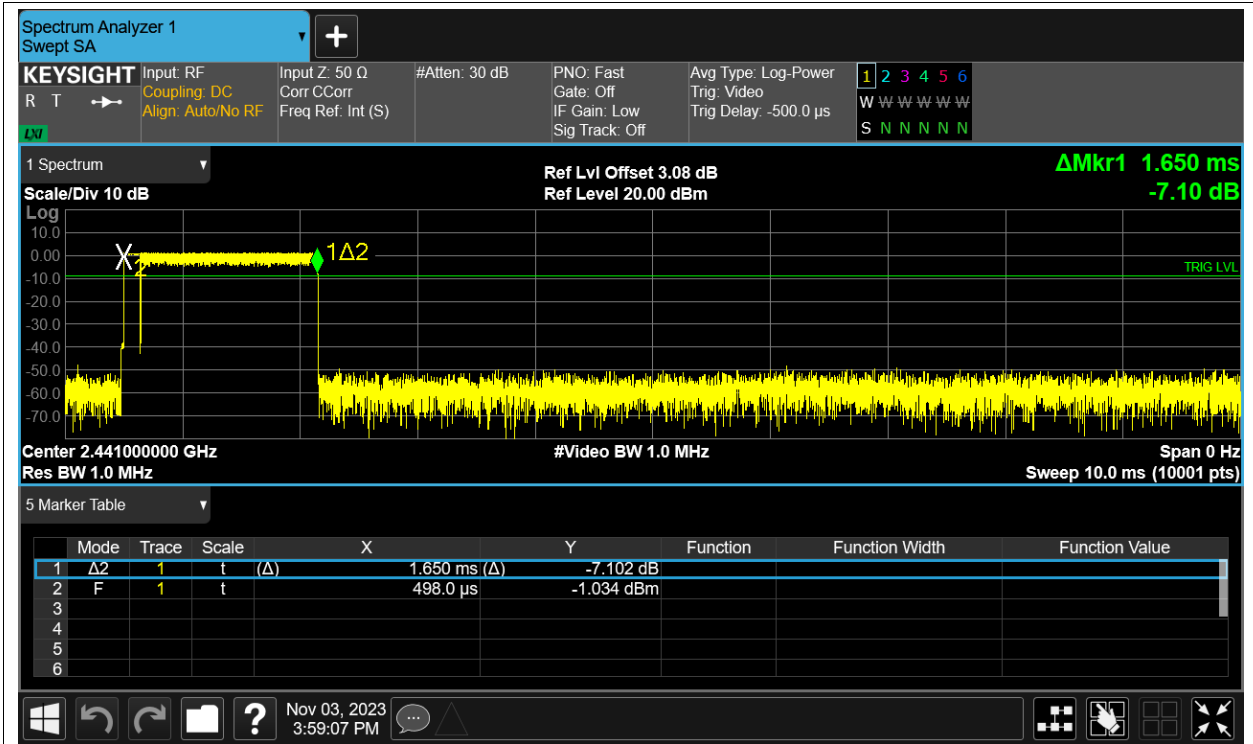 Spectrum Analyzer 1
Swept SA
KEYSIGHT
R T
LXI
Input: RF
Coupling: DC
Align: Auto/No RF
Input Z: 50 Ω
Corr CCorr
Freq Ref: Int (S)
#Atten: 30 dB
PNO: Fast
Gate: Off
IF Gain: Low
Sig Track: Off
Avg Type: Log-Power
Trig: Video
Trig Delay: -500.0 µs
1 2 3 4 5 6
W W W W W W
S N N N N N
1 Spectrum
Scale/Div 10 dB
Ref Lvl Offset 3.08 dB
Ref Level 20.00 dBm
ΔMkr1 1.650 ms
-7.10 dB
Log
10.0
0.00
-10.0
-20.0
-30.0
-40.0
-50.0
-60.0
-70.0
X2
1Δ2
TRIG LVL
Center 2.441000000 GHz
#Video BW 1.0 MHz
Span 0 Hz
Res BW 1.0 MHz
Sweep 10.0 ms (10001 pts)
5 Marker Table
Mode Trace Scale X Y Function Function Width Function Value
1 Δ2 1 t (Δ) 1.650 ms (Δ) -7.102 dB
2 F 1 t 498.0 µs -1.034 dBm
3
4
5
6
?
Nov 03, 2023
3:59:07 PM